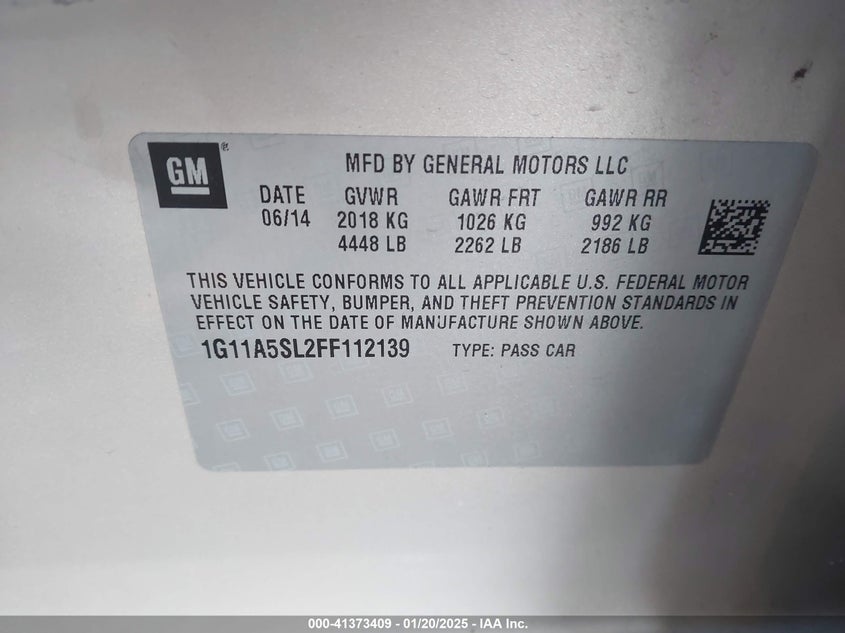 GM®
MFD BY GENERAL MOTORS LLC
DATE GVWR GAWR FRT GAWR RR
06/14 2018 KG 1026 KG 992 KG
4448 LB 2262 LB 2186 LB
THIS VEHICLE CONFORMS TO ALL APPLICABLE U.S. FEDERAL MOTOR
VEHICLE SAFETY, BUMPER, AND THEFT PREVENTION STANDARDS IN
EFFECT ON THE DATE OF MANUFACTURE SHOWN ABOVE.
1G11A5SL2FF112139 TYPE: PASS CAR
000-41373409 - 01/20/2025 - IAA Inc.